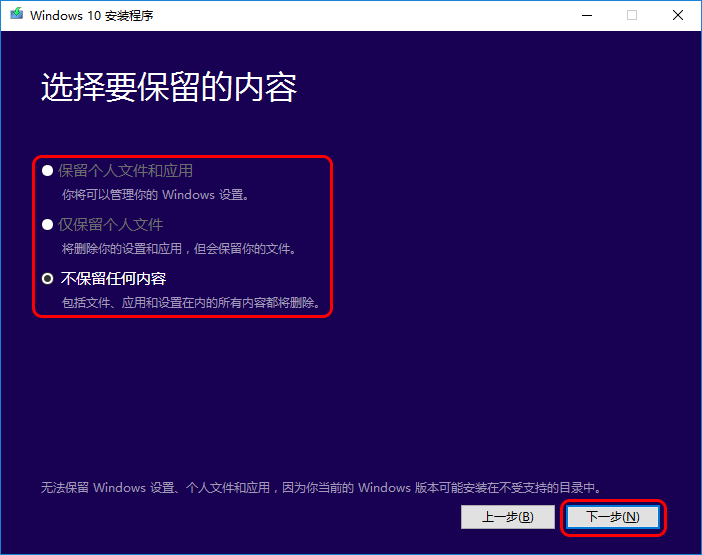 Windows 10 安装程序
选择要保留的内容
保留个人文件和应用
你将可以管理你的 Windows 设置。
仅保留个人文件
将删除你的设置和应用，但会保留你的文件。
不保留任何内容
包括文件、应用和设置在内的所有内容都将删除。
无法保留 Windows 设置、个人文件和应用，因为你当前的 Windows 版本可能安装在不受支持的目录中。
上一步(B) 下一步(N)